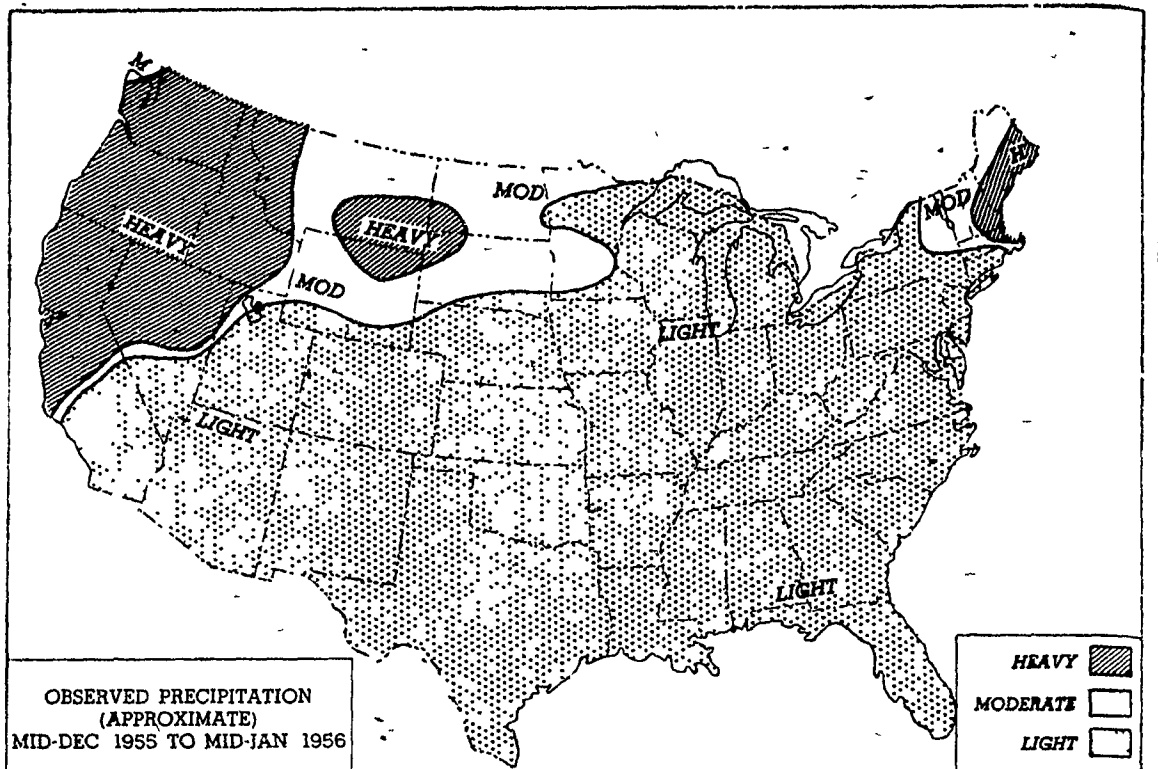 M
MOD
H
MOD
HEAVY
HEAVY
MOD
LIGHT
LIGHT
LIGHT
OBSERVED PRECIPITATION
(APPROXIMATE)
MID-DEC 1955 TO MID-JAN 1956
HEAVY
MODERATE
LIGHT